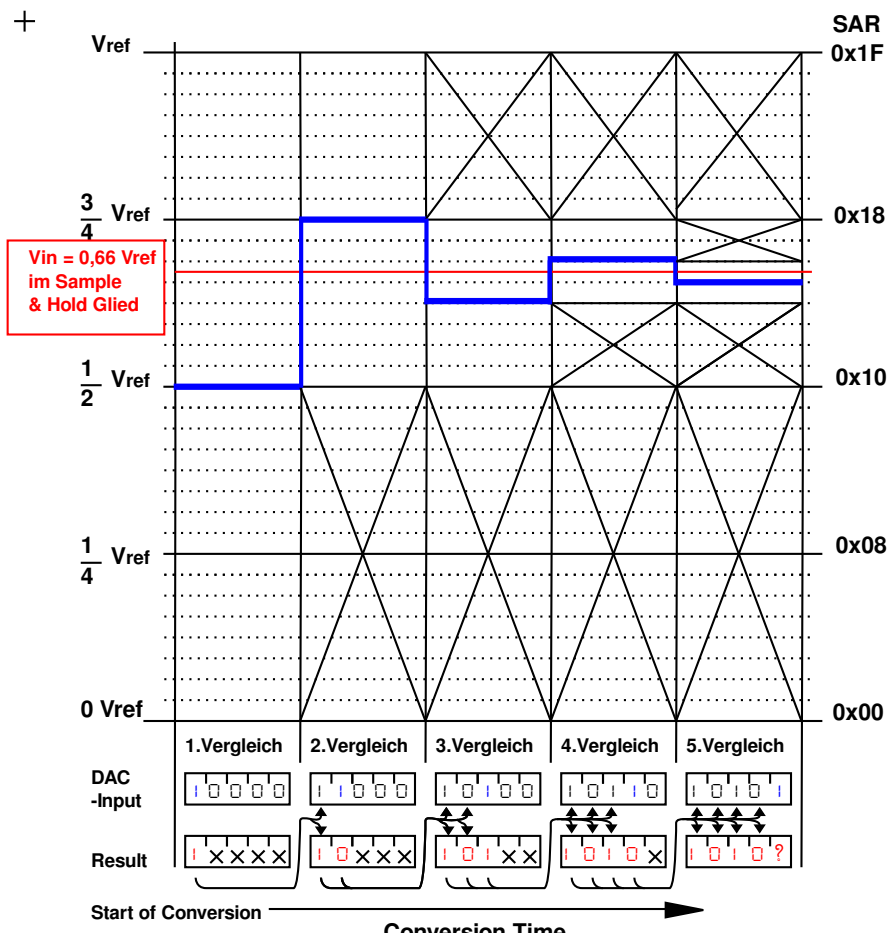 +
SAR
Vref 0x1F
3
4 Vref 0x18
Vin = 0,66 Vref
im Sample
& Hold Glied
1
2 Vref 0x10
1
4 Vref 0x08
0 Vref 0x00
1.Vergleich 2.Vergleich 3.Vergleich 4.Vergleich 5.Vergleich
DAC
-Input
1 0 0 0 0 1 1 0 0 0 1 0 1 0 0 1 0 1 1 0 1 0 1 0 1
Result
1 X X X X 1 0 X X X 1 0 1 X X 1 0 1 0 X 1 0 1 0 ?
Start of Conversion
Conversion Time